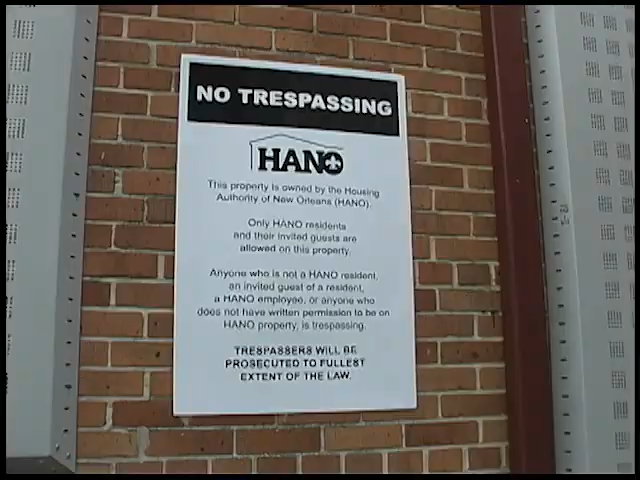 NO TRESPASSING
HANO
This property is owned by the Housing
Authority of New Orleans (HANO).
Only HANO residents
and their invited guests are
allowed on this property.
Anyone who is not a HANO resident,
an invited guest of a resident,
a HANO employee, or anyone who
does not have written permission to be on
HANO property, is trespassing.
TRESPASSERS WILL BE
PROSECUTED TO FULLEST
EXTENT OF THE LAW.